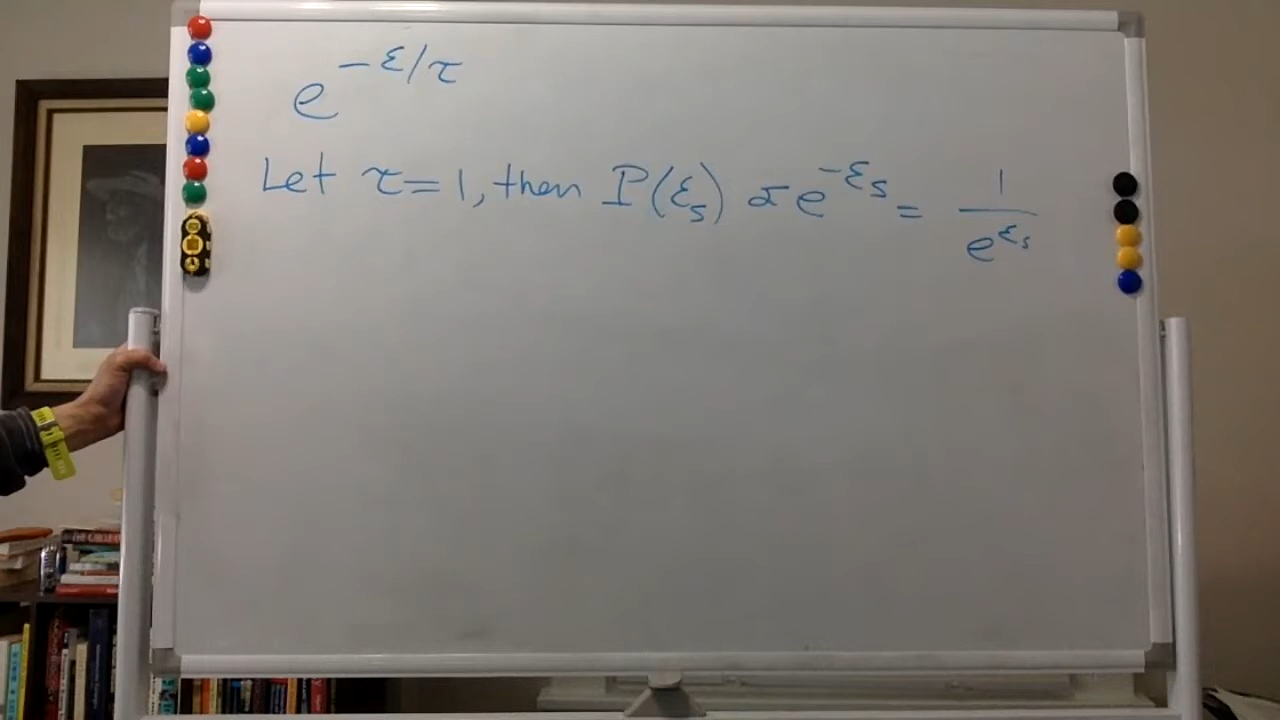 e^{-ε/τ}
Let τ = 1, then P(ε_s) ∝ e^{-ε_s} = 1/e^{ε_s}